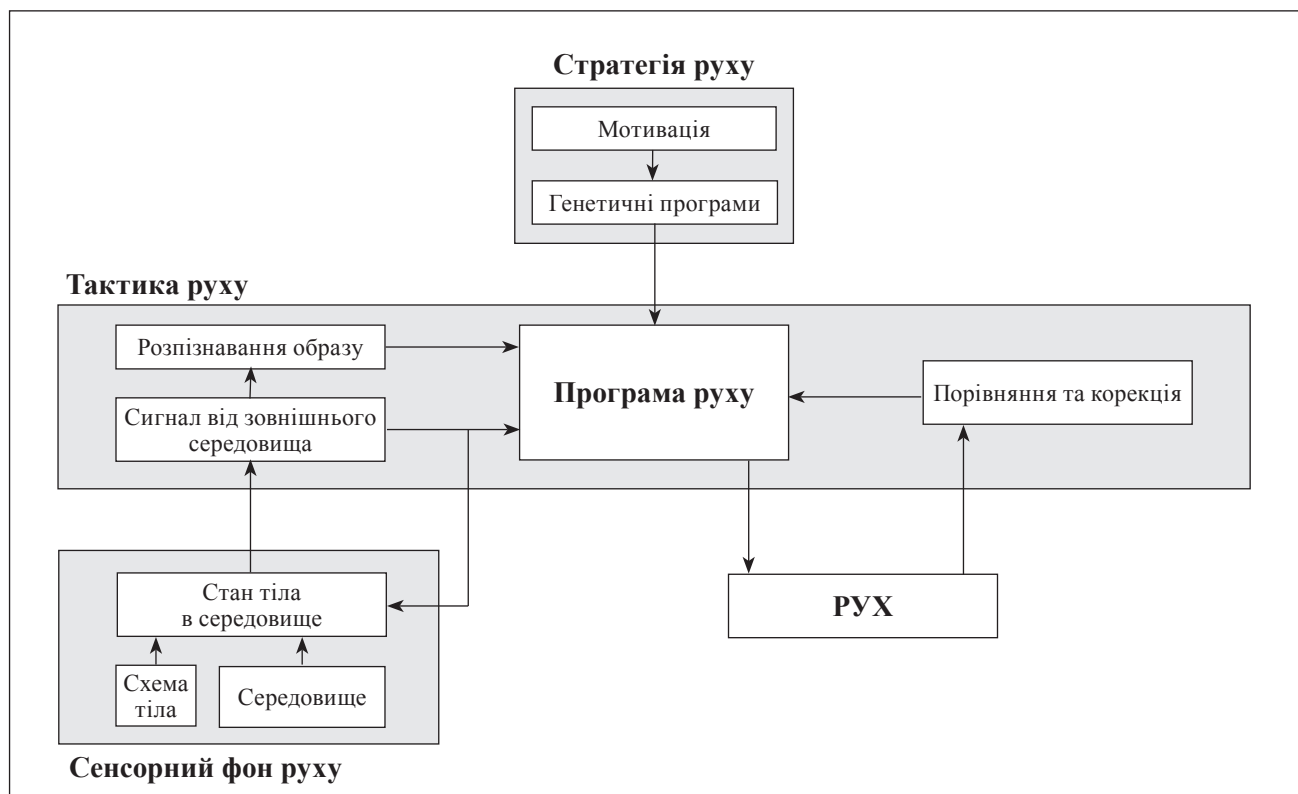 Стратегія руху
Мотивація
Генетичні програми
Тактика руху
Розпізнавання образу
Сигнал від зовнішнього
середовища
Програма руху
Порівняння та корекція
Стан тіла
в середовище
РУХ
Схема
тіла
Середовище
Сенсорний фон руху